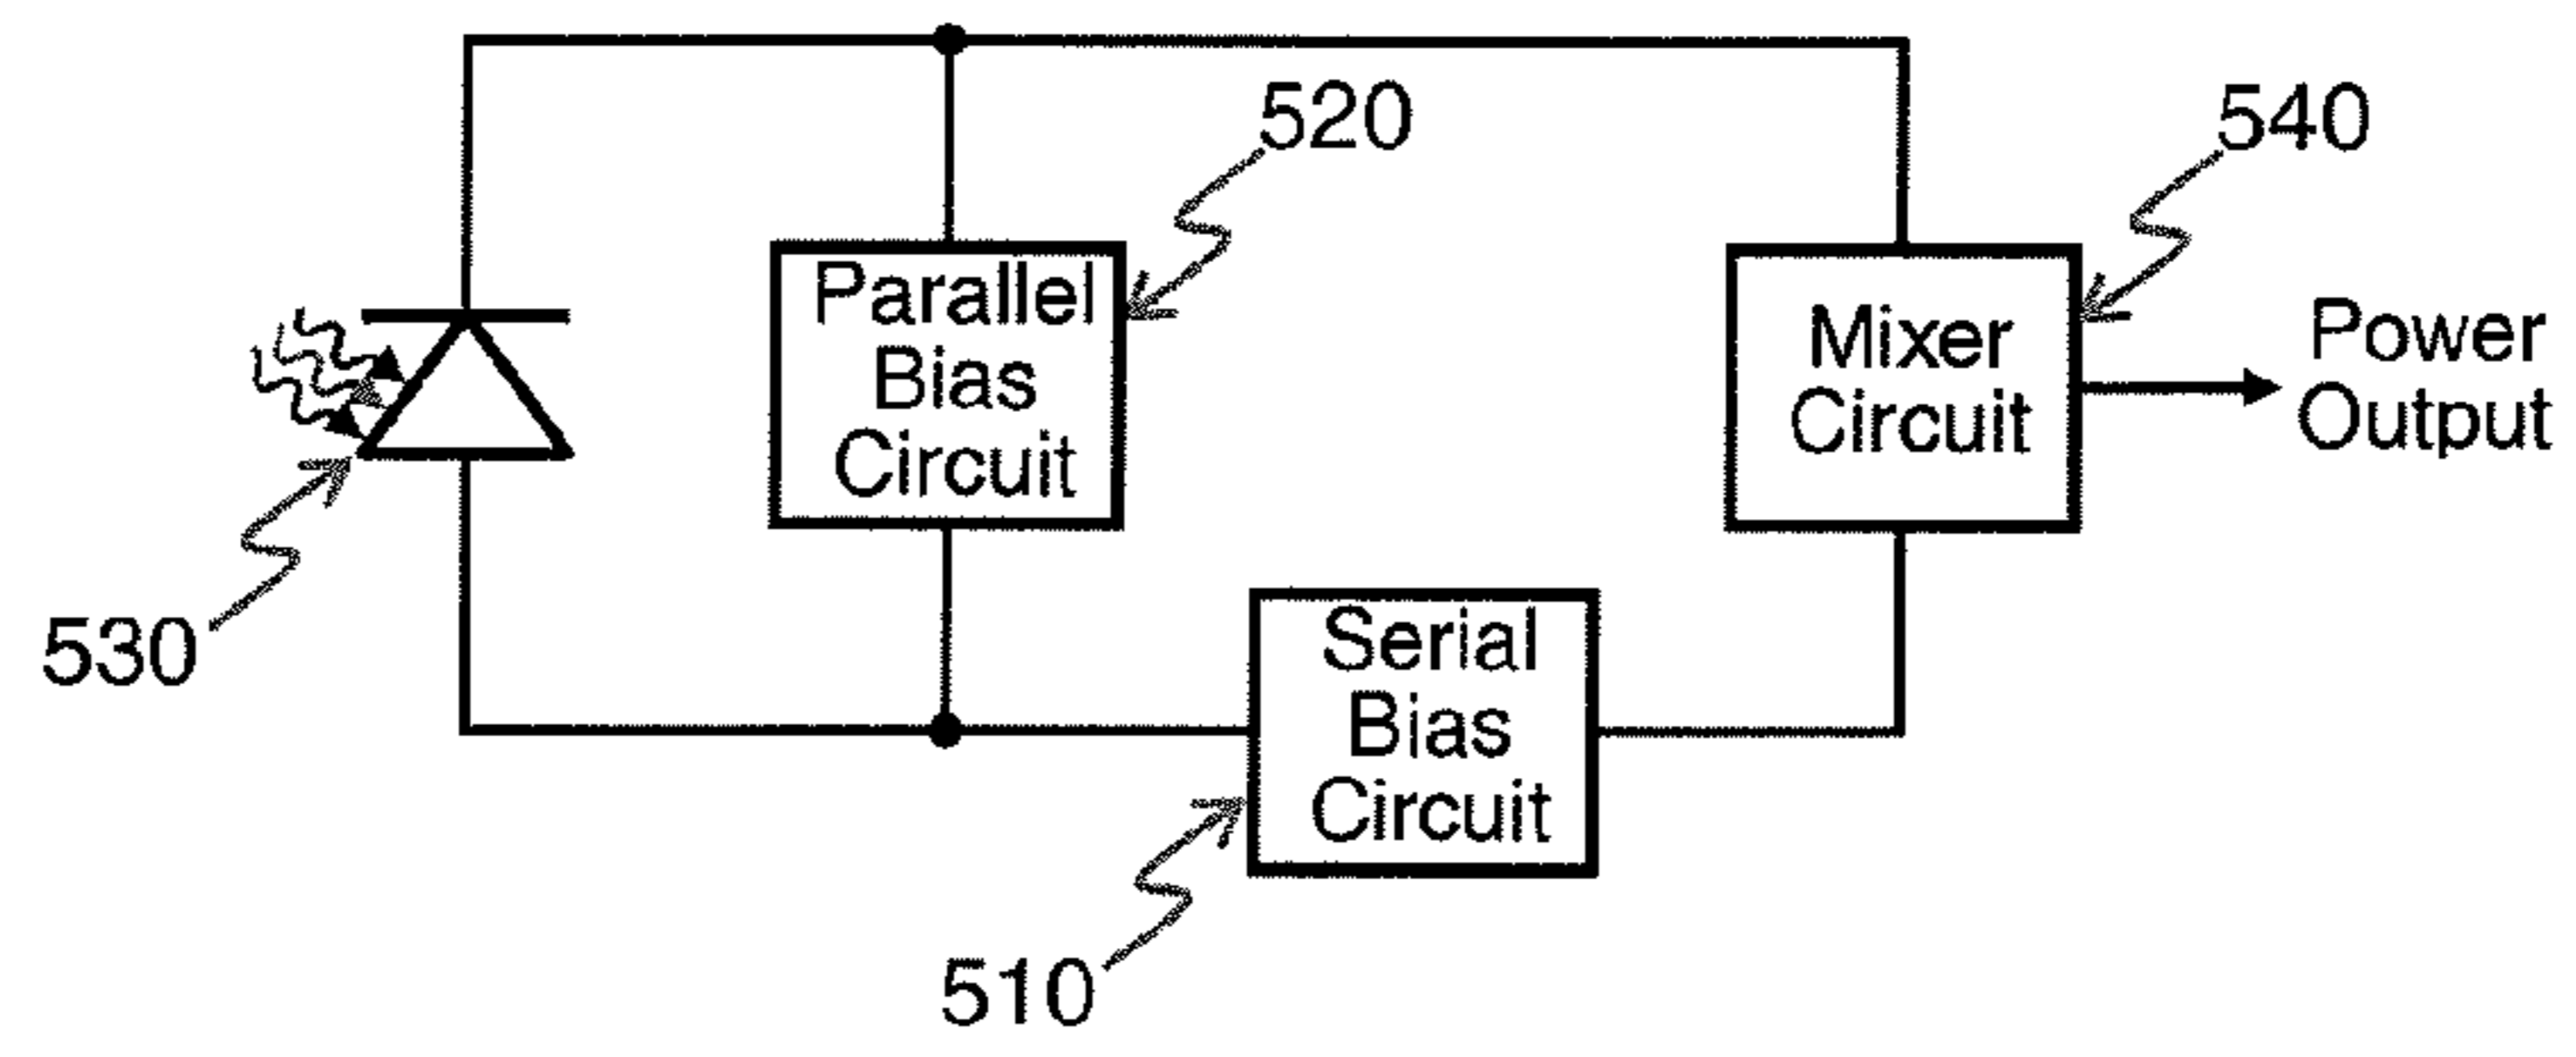 520
540
Parallel
Bias
Circuit
Mixer
Circuit
Power
Output
530
Serial
Bias
Circuit
510